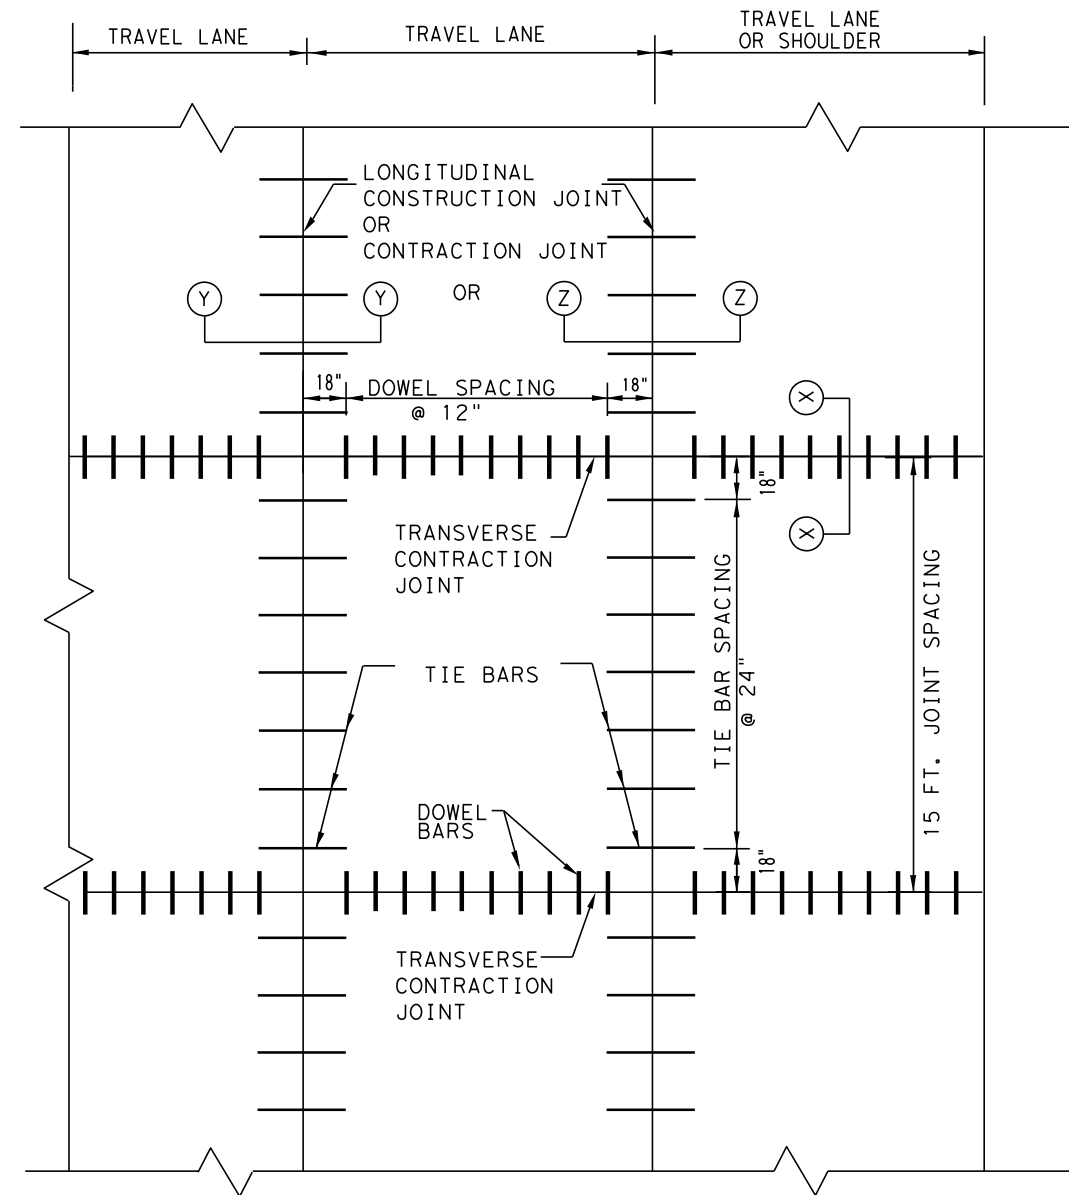 TRAVEL LANE
TRAVEL LANE
TRAVEL LANE
OR SHOULDER
LONGITUDINAL
CONSTRUCTION JOINT
OR
CONTRACTION JOINT
Y
Y
OR
Z
Z
18"
DOWEL SPACING
@ 12"
18"
X
18"
X
TRANSVERSE
CONTRACTION
JOINT
TIE BAR SPACING
@ 24"
15 FT. JOINT SPACING
TIE BARS
DOWEL
BARS
18"
TRANSVERSE
CONTRACTION
JOINT